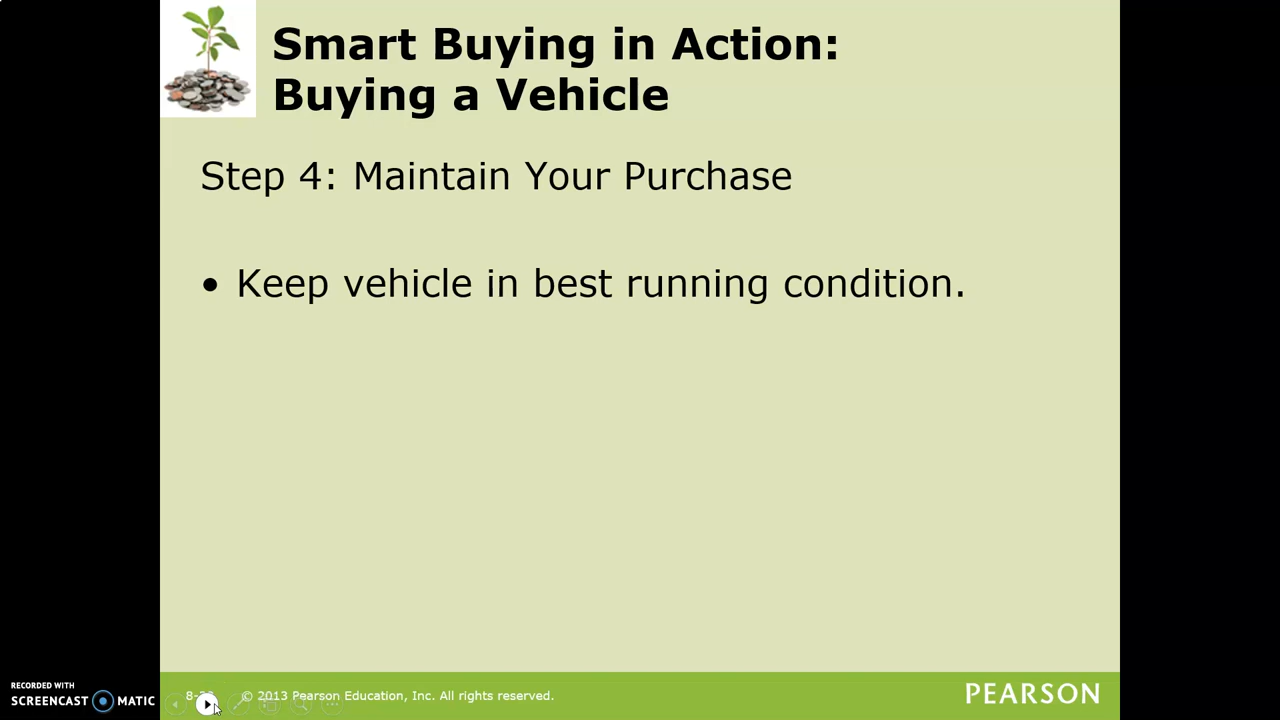 Smart Buying in Action:
Buying a Vehicle
Step 4: Maintain Your Purchase
• Keep vehicle in best running condition.
RECORDED WITH
SCREENCAST MATIC
© 2013 Pearson Education, Inc. All rights reserved.
PEARSON